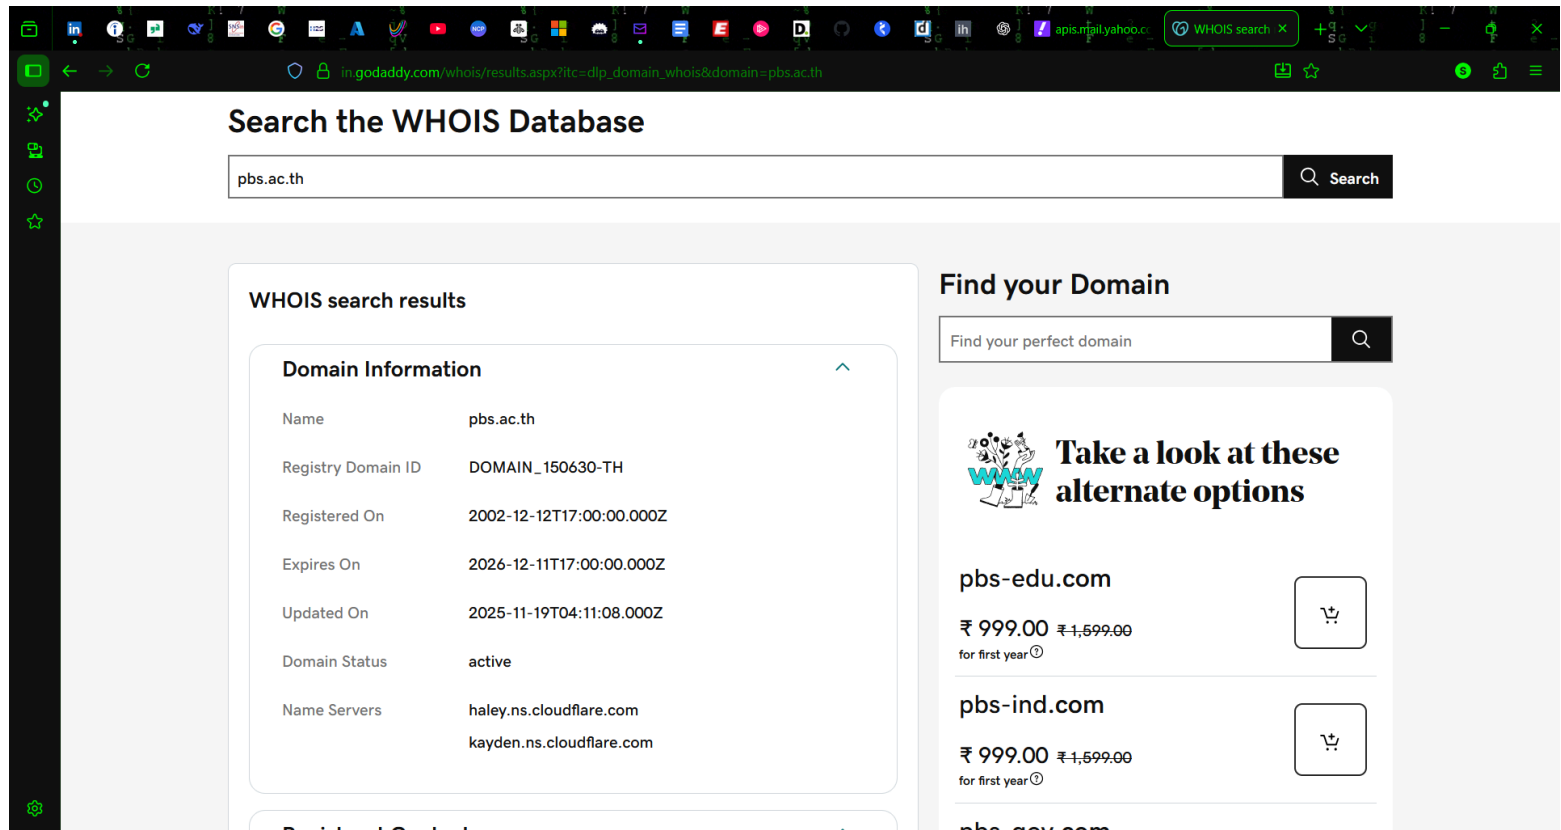 apis.mail.yahoo.cc
WHOIS search
in.godaddy.com/whois/results.aspx?itc=dlp_domain_whois&domain=pbs.ac.th
Search the WHOIS Database
pbs.ac.th
Search
WHOIS search results
Domain Information
Name
pbs.ac.th
Registry Domain ID
DOMAIN_150630-TH
Registered On
2002-12-12T17:00:00.000Z
Expires On
2026-12-11T17:00:00.000Z
Updated On
2025-11-19T04:11:08.000Z
Domain Status
active
Name Servers
haley.ns.cloudflare.com
kayden.ns.cloudflare.com
Find your Domain
Find your perfect domain
www
Take a look at these
alternate options
pbs-edu.com
₹ 999.00 ₹ 1,599.00
for first year
pbs-ind.com
₹ 999.00 ₹ 1,599.00
for first year